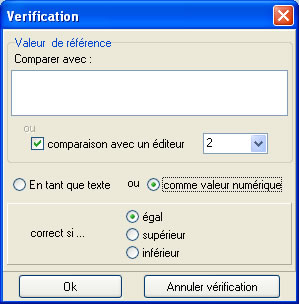 Verification
Valeur de référence
Comparer avec :
ou
comparaison avec un éditeur 2
En tant que texte ou comme valeur numérique
égal
correct si ... supérieur
inférieur
Ok Annuler vérification